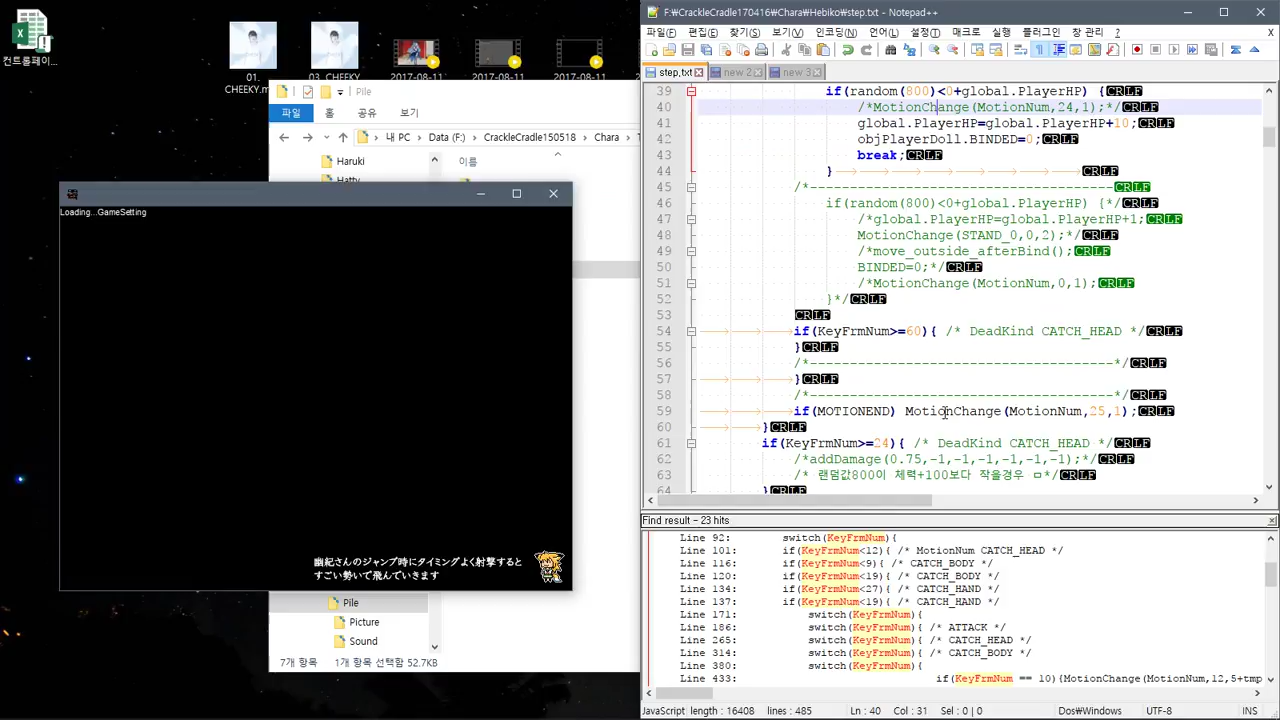 컨트롤페이...
01.
CHEEKY.m...
03. CHEEKY
2017-08-11
2017-08-11
2017-08-11
Pile
파일
홈
공유
보기
내 PC
Data (F:)
CrackleCradle150518
Chara
이름
Haruki
Hatty
Loading...GameSetting
幽紀さんのジャンプ時にタイミングよく射撃すると
すごい勢いで飛んでいきます
Pile
Picture
Sound
7개 항목
1개 항목 선택함 52.7KB
F:\CrackleCradle170416\Chara\Hebiko\step.txt - Notepad++
파일(F) 편집(E) 찾기(S) 보기(V) 인코딩(N) 언어(L) 설정(T) 매크로 실행 플러그인 창 관리 ?
step.txt
new 2
new 3
39 if(random(800)<0+global.PlayerHP) {CRLF
40 /*MotionChange(MotionNum,24,1);*/CRLF
41 global.PlayerHP=global.PlayerHP+10;CRLF
42 objPlayerDoll.BINDED=0;CRLF
43 break;CRLF
44 }CRLF
45 /*--------------------------------------CRLF
46 if(random(800)<0+global.PlayerHP) {*/CRLF
47 /*global.PlayerHP=global.PlayerHP+1;CRLF
48 MotionChange(STAND_0,0,2);*/CRLF
49 /*move_outside_afterBind();CRLF
50 BINDED=0;*/CRLF
51 /*MotionChange(MotionNum,0,1);CRLF
52 }*/CRLF
53 CRLF
54 if(KeyFrmNum>=60){ /* DeadKind CATCH_HEAD */CRLF
55 }CRLF
56 /*--------------------------------------*/CRLF
57 }CRLF
58 /*--------------------------------------*/CRLF
59 if(MOTIONEND) MotionChange(MotionNum,25,1);CRLF
60 }CRLF
61 if(KeyFrmNum>=24){ /* DeadKind CATCH_HEAD */CRLF
62 /*addDamage(0.75,-1,-1,-1,-1,-1,-1);*/CRLF
63 /* 랜덤값800이 체력+100보다 작을경우 ㅁ*/CRLF
64 }CRLF
Find result - 23 hits
Line 92: switch(KeyFrmNum){
Line 101: if(KeyFrmNum<12){ /* MotionNum CATCH_HEAD */
Line 116: if(KeyFrmNum<9){ /* CATCH_BODY */
Line 120: if(KeyFrmNum<19){ /* CATCH_BODY */
Line 134: if(KeyFrmNum<27){ /* CATCH_HAND */
Line 137: if(KeyFrmNum<19){ /* CATCH_HAND */
Line 171: switch(KeyFrmNum){
Line 186: switch(KeyFrmNum){ /* ATTACK */
Line 265: switch(KeyFrmNum){ /* CATCH_HEAD */
Line 314: switch(KeyFrmNum){ /* CATCH_BODY */
Line 380: switch(KeyFrmNum){
Line 433: if(KeyFrmNum == 10){MotionChange(MotionNum,12,5+tmp
JavaScript length : 16408 lines : 485 Ln : 40 Col : 31 Sel : 0 | 0 Dos\Windows UTF-8 INS